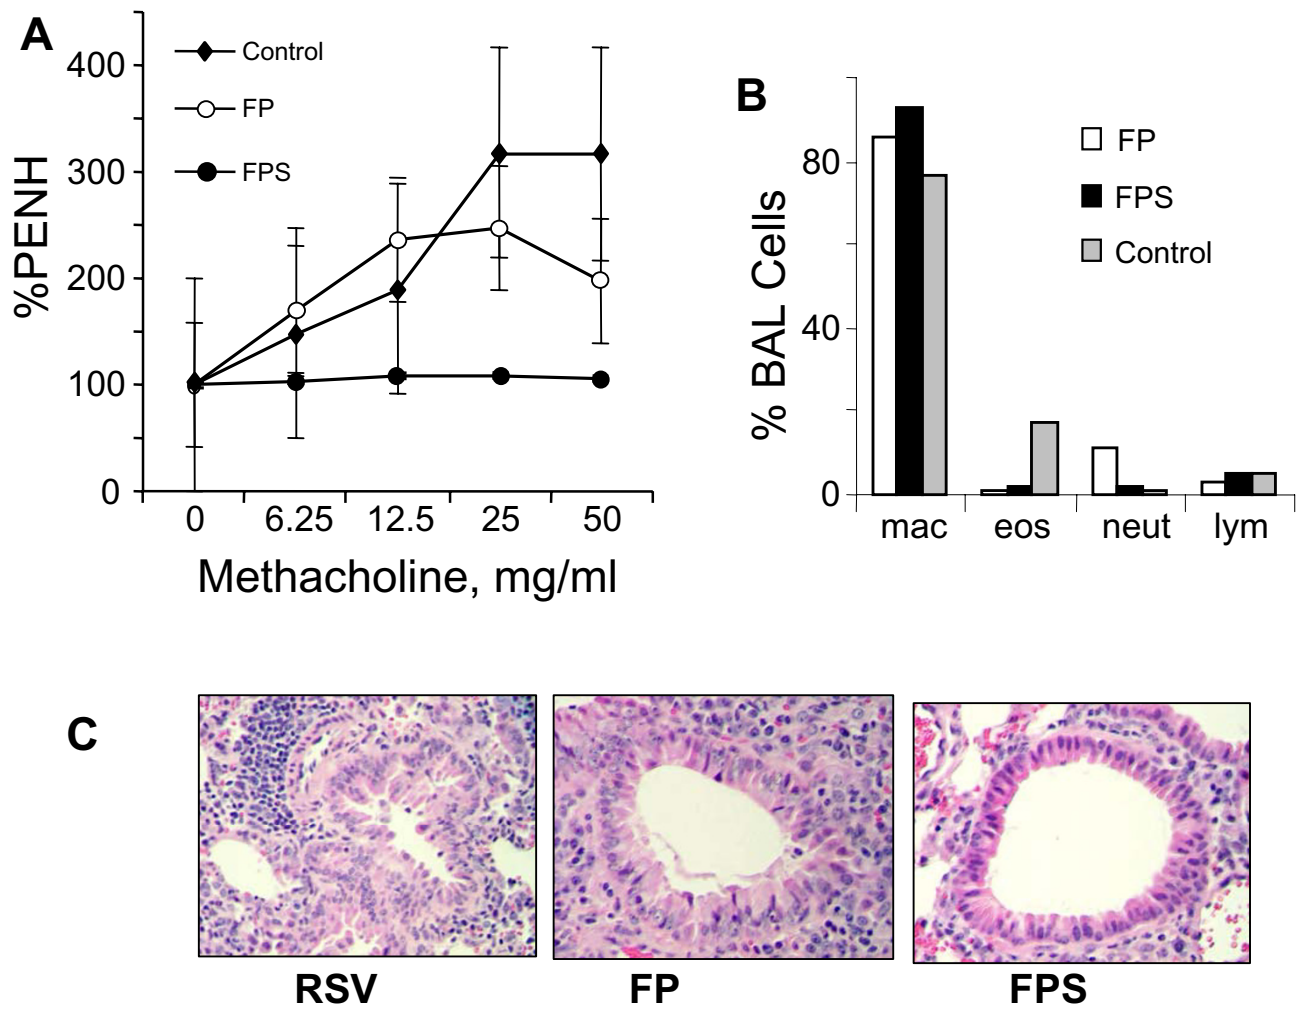 A
Control
FP
FPS
400
300
200
100
0
%PENH
0 6.25 12.5 25 50
Methacholine, mg/ml
B
FP
FPS
Control
80
40
0
% BAL Cells
mac eos neut lym
C
RSV FP FPS